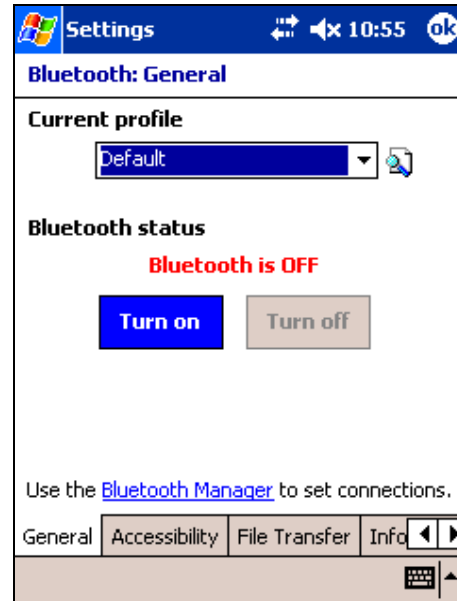 Settings 10:55 ok
Bluetooth: General
Current profile
Default
Bluetooth status
Bluetooth is OFF
Turn on Turn off
Use the Bluetooth Manager to set connections.
General Accessibility File Transfer Info